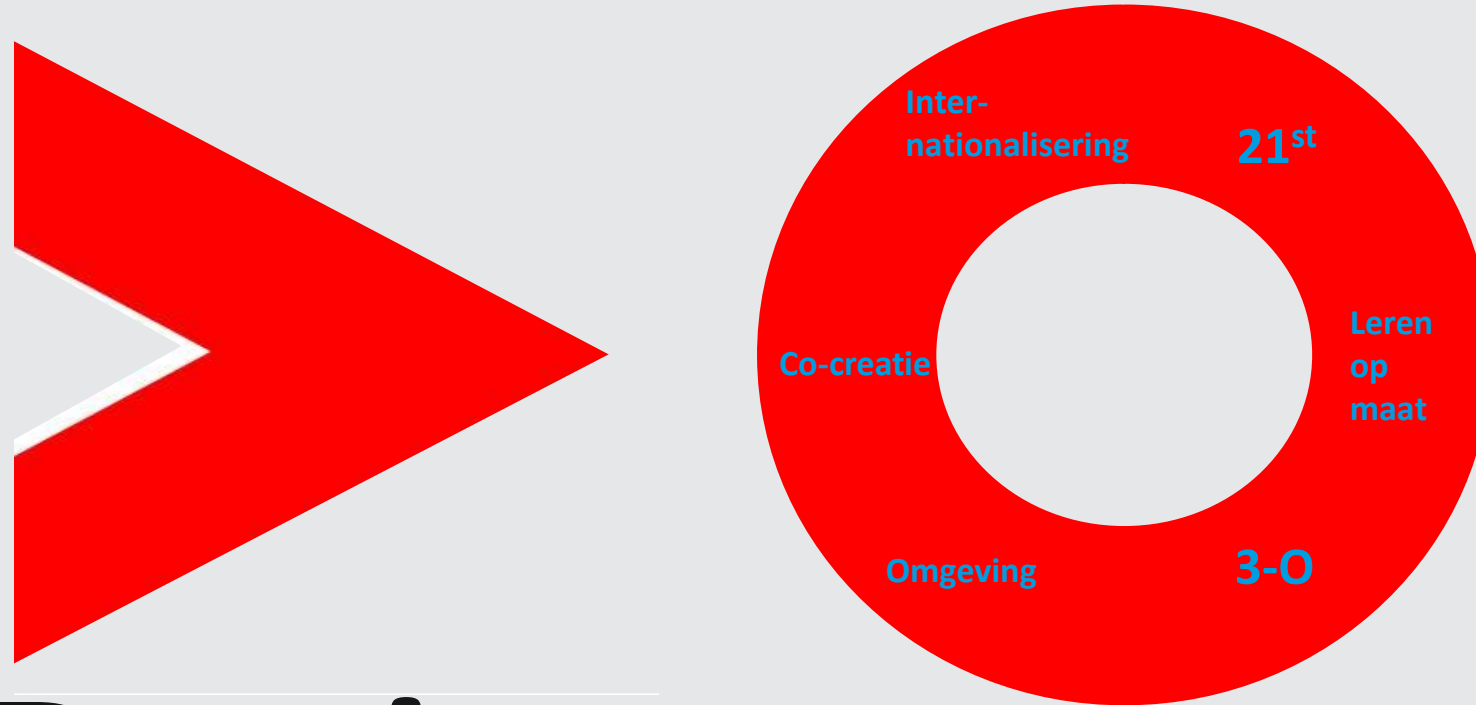 Inter-
nationalisering
21st
Co-creatie
Leren
op
maat
Omgeving
3-O